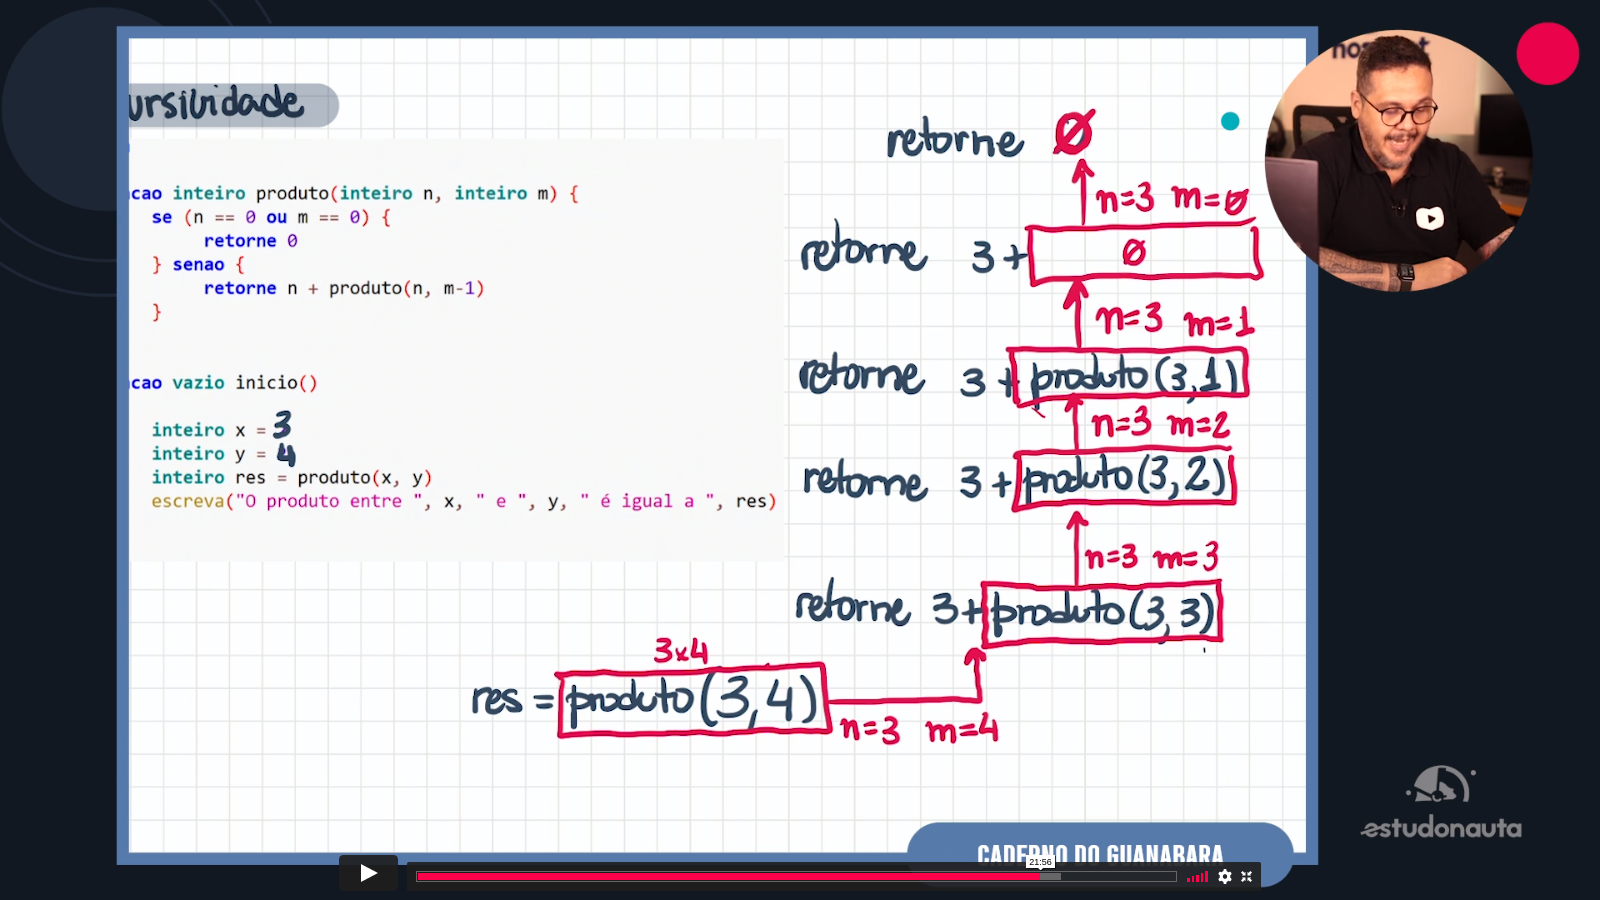 ursividade
cao inteiro produto(inteiro n, inteiro m) {
se (n == 0 ou m == 0) {
retorne 0
} senao {
retorne n + produto(n, m-1)
}
cao vazio inicio()
inteiro x = 3
inteiro y = 4
inteiro res = produto(x, y)
escreva("O produto entre ", x, " e ", y, " é igual a ", res)
retorne 0
n=3 m=0
retorne 3+ 0
n=3 m=1
retorne 3 + produto(3,1)
n=3 m=2
retorne 3 + produto(3,2)
n=3 m=3
retorne 3+ produto(3,3)
3x4
res = produto(3,4)
n=3 m=4
estudonauta
CADERNO DO GUANABARA
21:56